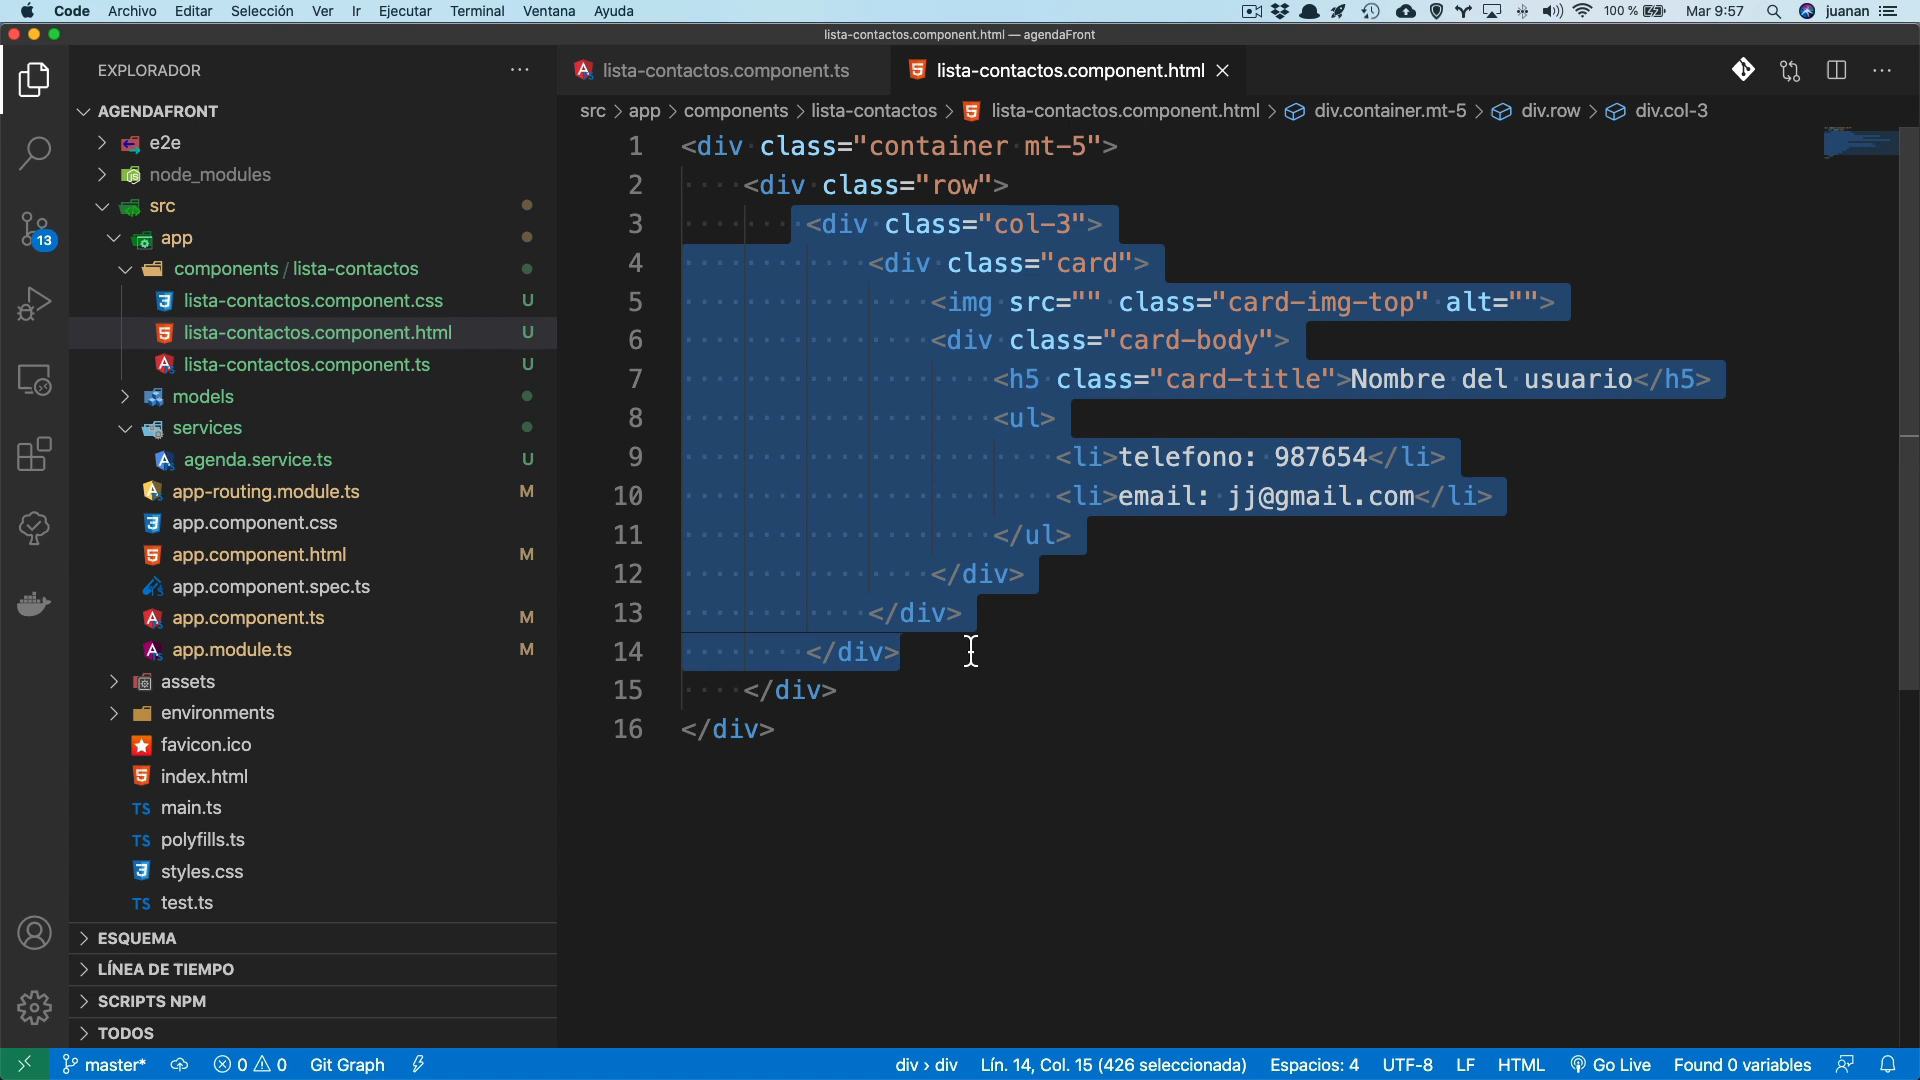 Code Archivo Editar Selección Ver Ir Ejecutar Terminal Ventana Ayuda 100 % Mar 9:57 juanan
lista-contactos.component.html — agendaFront
EXPLORADOR
AGENDAFRONT
e2e
node_modules
src
app
components / lista-contactos
lista-contactos.component.css U
lista-contactos.component.html U
lista-contactos.component.ts U
models
services
agenda.service.ts U
app-routing.module.ts M
app.component.css
app.component.html M
app.component.spec.ts
app.component.ts M
app.module.ts M
assets
environments
favicon.ico
index.html
TS main.ts
TS polyfills.ts
styles.css
TS test.ts
ESQUEMA
LÍNEA DE TIEMPO
SCRIPTS NPM
TODOS
13
lista-contactos.component.ts lista-contactos.component.html
src > app > components > lista-contactos > lista-contactos.component.html > div.container.mt-5 > div.row > div.col-3
1 <div class="container mt-5">
2 <div class="row">
3 <div class="col-3">
4 <div class="card">
5 <img src="" class="card-img-top" alt="">
6 <div class="card-body">
7 <h5 class="card-title">Nombre del usuario</h5>
8 <ul>
9 <li>telefono: 987654</li>
10 <li>email: jj@gmail.com</li>
11 </ul>
12 </div>
13 </div>
14 </div>
15 </div>
16 </div>
master* 0 0 Git Graph div > div Lín. 14, Col. 15 (426 seleccionada) Espacios: 4 UTF-8 LF HTML Go Live Found 0 variables